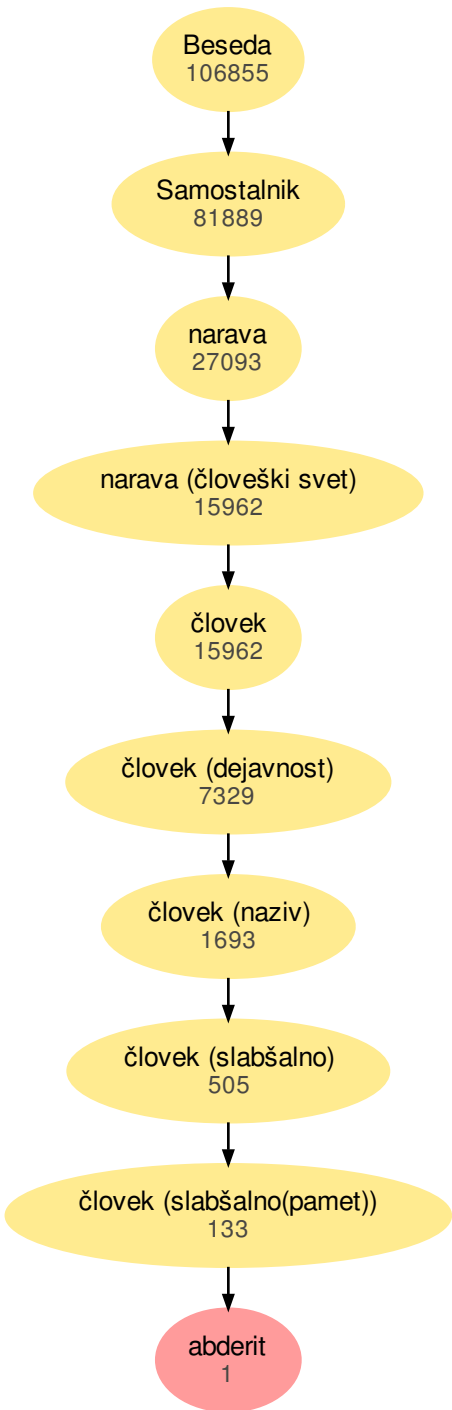 Beseda
106855
Samostalnik
81889
narava
27093
narava (človeški svet)
15962
človek
15962
človek (dejavnost)
7329
človek (naziv)
1693
človek (slabšalno)
505
človek (slabšalno(pamet))
133
abderit
1